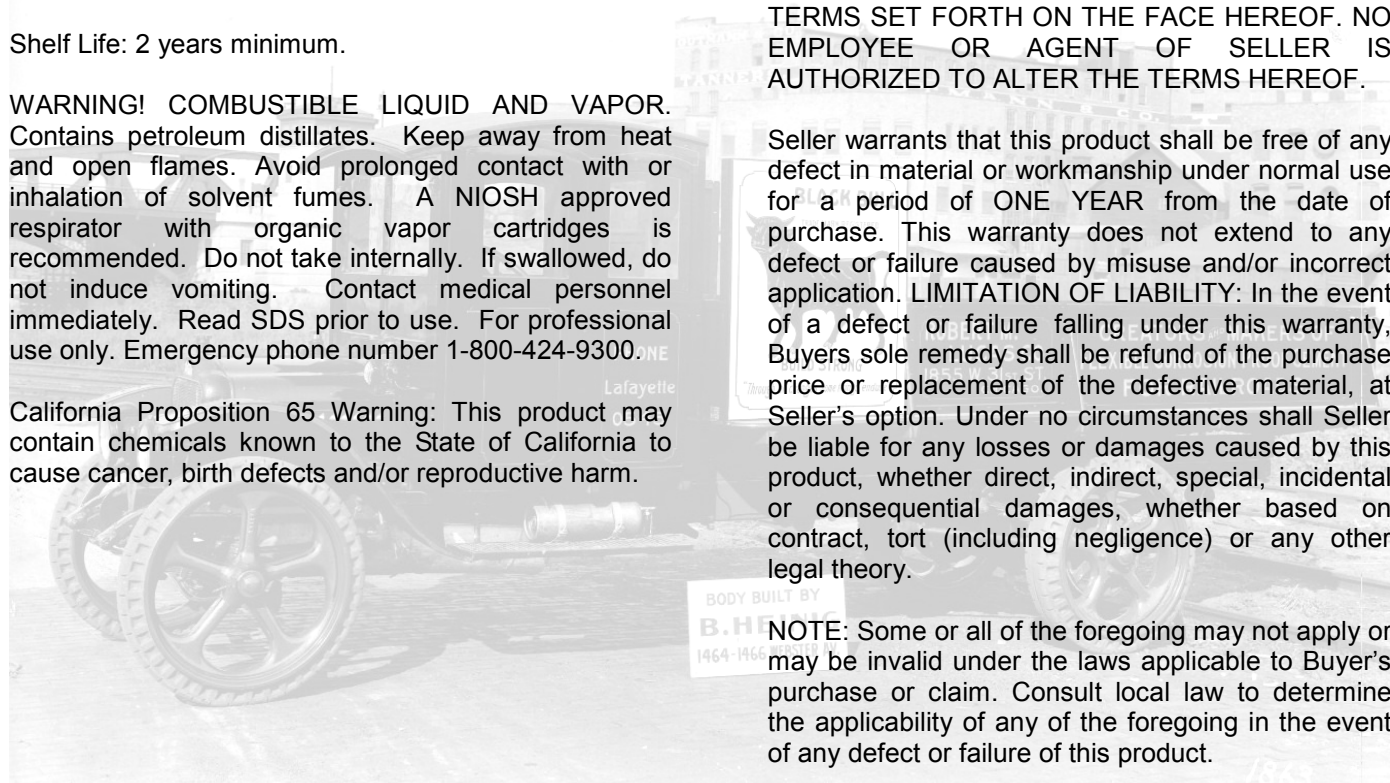 Shelf Life: 2 years minimum.
WARNING! COMBUSTIBLE LIQUID AND VAPOR.
Contains petroleum distillates. Keep away from heat
and open flames. Avoid prolonged contact with or
inhalation of solvent fumes. A NIOSH approved
respirator with organic vapor cartridges is
recommended. Do not take internally. If swallowed, do
not induce vomiting. Contact medical personnel
immediately. Read SDS prior to use. For professional
use only. Emergency phone number 1-800-424-9300.
California Proposition 65 Warning: This product may
contain chemicals known to the State of California to
cause cancer, birth defects and/or reproductive harm.
TERMS SET FORTH ON THE FACE HEREOF. NO
EMPLOYEE OR AGENT OF SELLER IS
AUTHORIZED TO ALTER THE TERMS HEREOF.
Seller warrants that this product shall be free of any
defect in material or workmanship under normal use
for a period of ONE YEAR from the date of
purchase. This warranty does not extend to any
defect or failure caused by misuse and/or incorrect
application. LIMITATION OF LIABILITY: In the event
of a defect or failure falling under this warranty,
Buyers sole remedy shall be refund of the purchase
price or replacement of the defective material, at
Seller’s option. Under no circumstances shall Seller
be liable for any losses or damages caused by this
product, whether direct, indirect, special, incidental
or consequential damages, whether based on
contract, tort (including negligence) or any other
legal theory.
NOTE: Some or all of the foregoing may not apply or
may be invalid under the laws applicable to Buyer’s
purchase or claim. Consult local law to determine
the applicability of any of the foregoing in the event
of any defect or failure of this product.
Lafayette
BODY BUILT BY
1464-1466